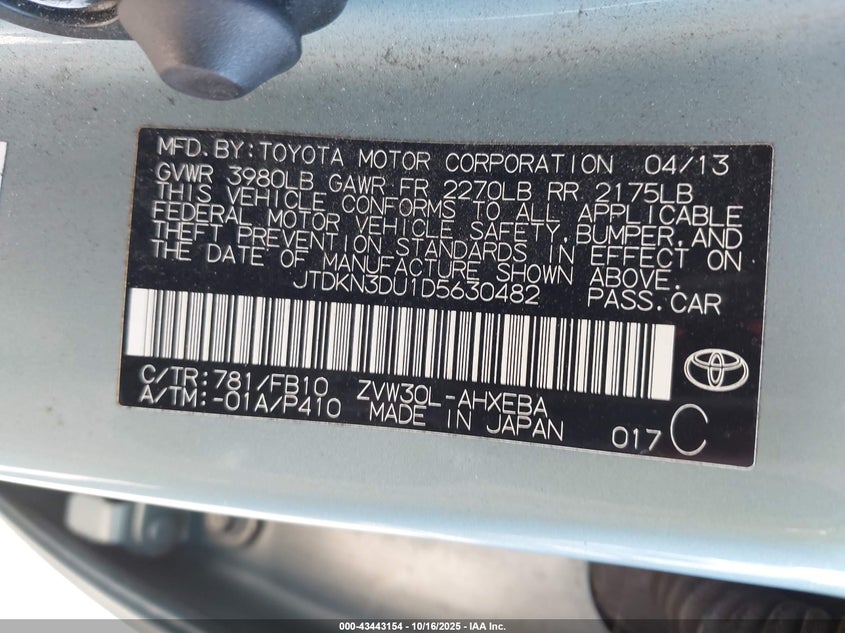 MFD. BY: TOYOTA MOTOR CORPORATION 04/13
GVWR 3980LB GAWR FR 2270LB RR 2175LB
THIS VEHICLE CONFORMS TO ALL APPLICABLE
FEDERAL MOTOR VEHICLE SAFETY, BUMPER, AND
THEFT PREVENTION STANDARDS IN EFFECT ON
THE DATE OF MANUFACTURE SHOWN ABOVE.
JTDKN3DU1D5630482 PASS. CAR
C/TR: 781/FB10 ZVW30L-AHXEBA
A/TM: -01A/P410 MADE IN JAPAN
017 C
000-43443154 - 10/16/2025 - IAA Inc.